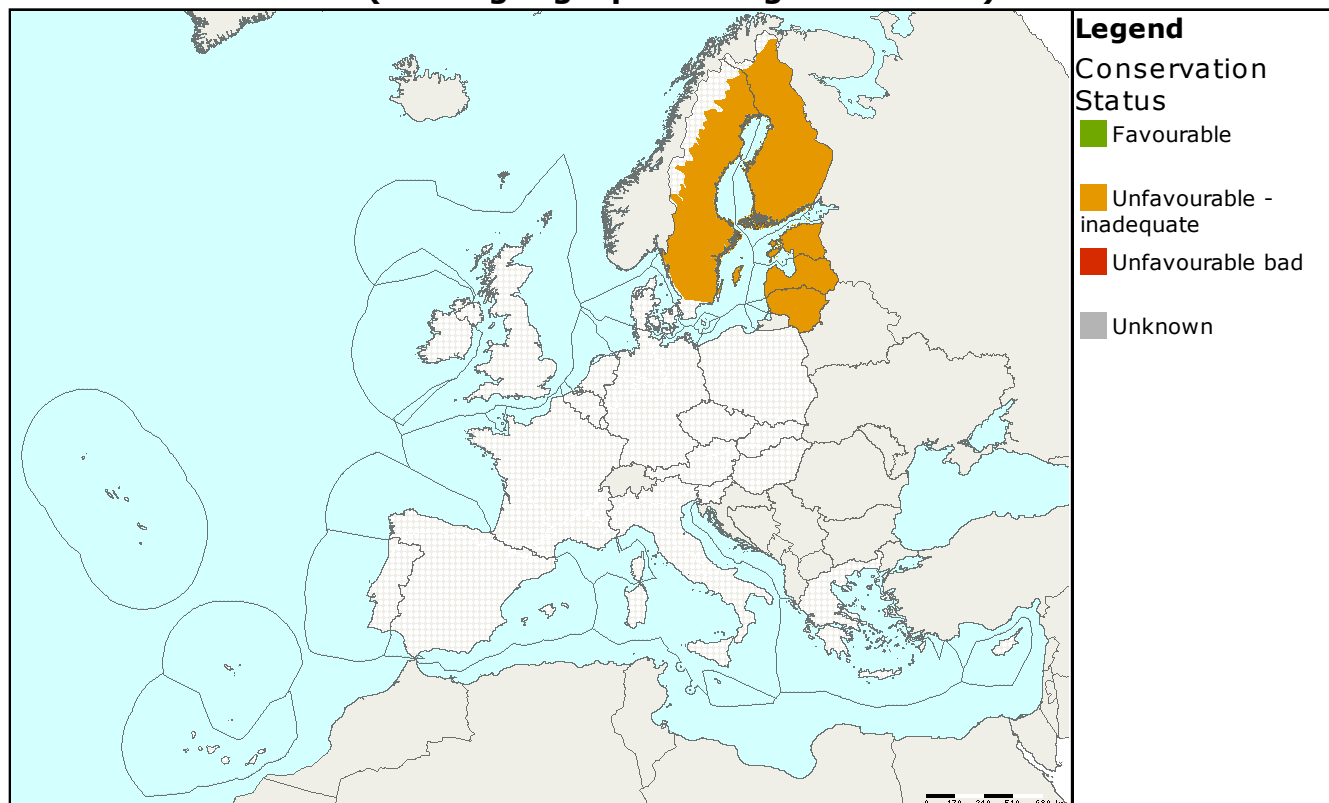 Legend
Conservation
Status
Favourable
Unfavourable -
inadequate
Unfavourable bad
Unknown